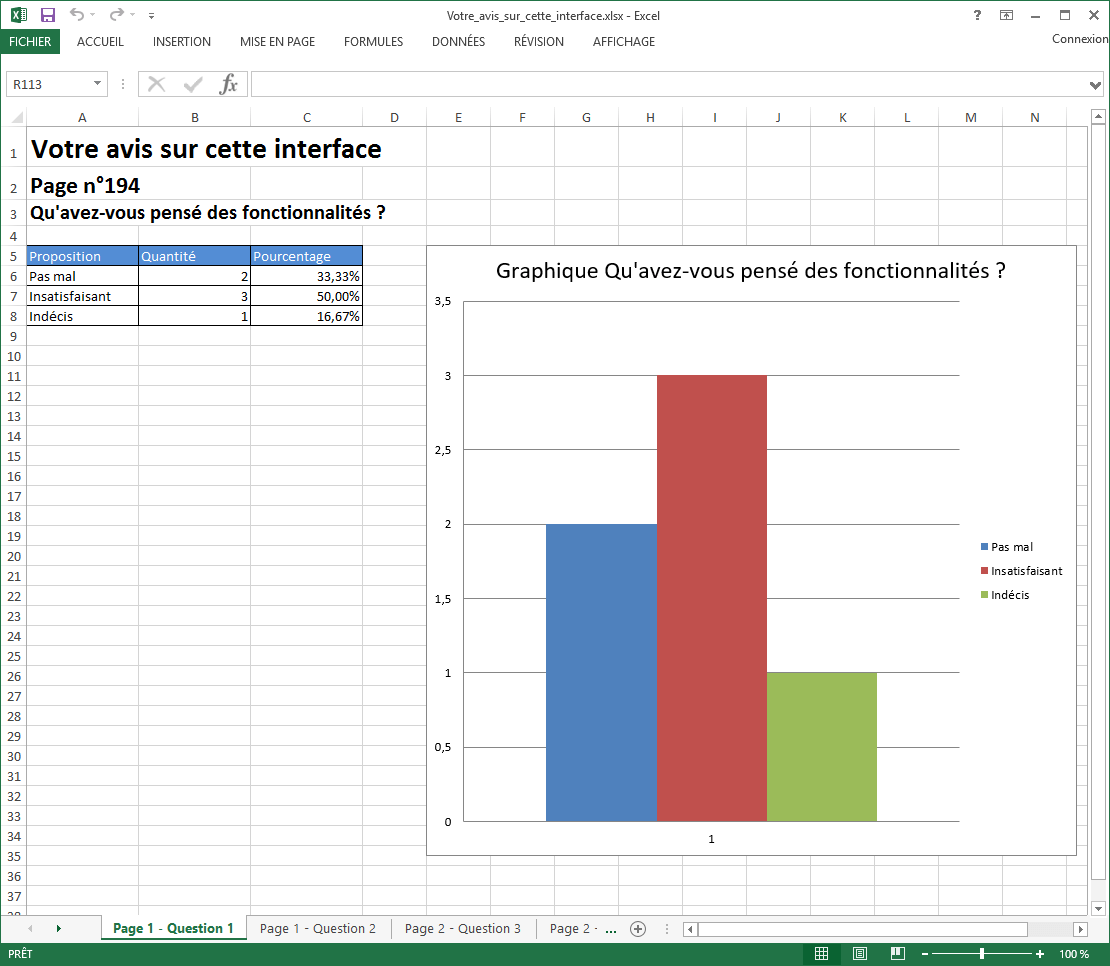 Votre_avis_sur_cette_interface.xlsx - Excel
?
FICHIER ACCUEIL INSERTION MISE EN PAGE FORMULES DONNÉES RÉVISION AFFICHAGE Connexion
R113 fx
A B C D E F G H I J K L M N
1 Votre avis sur cette interface
2 Page n°194
3 Qu'avez-vous pensé des fonctionnalités ?
4
5 Proposition Quantité Pourcentage
6 Pas mal 2 33,33%
7 Insatisfaisant 3 50,00%
8 Indécis 1 16,67%
9
10
11
12
13
14
15
16
17
18
19
20
21
22
23
24
25
26
27
28
29
30
31
32
33
34
35
36
37
38
Graphique Qu'avez-vous pensé des fonctionnalités ?
3,5
3
2,5
2
1,5
1
0,5
0
1
Pas mal
Insatisfaisant
Indécis
Page 1 - Question 1 Page 1 - Question 2 Page 2 - Question 3 Page 2 - ...
PRÊT 100 %